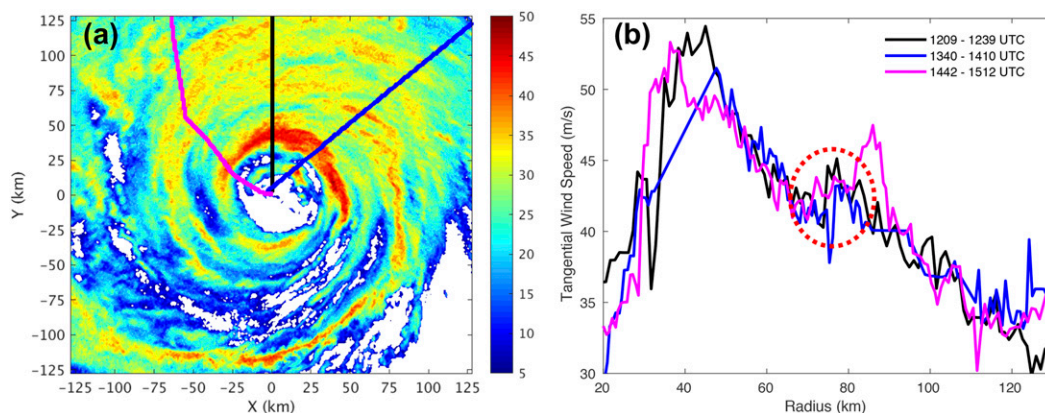 (a)
Y (km)
125
100
75
50
25
0
-25
-50
-75
-100
-125
-125 -100 -75 -50 -25 0 25 50 75 100 125
X (km)
50
45
40
35
30
25
20
15
10
5
(b)
1209 - 1239 UTC
1340 - 1410 UTC
1442 - 1512 UTC
Tangential Wind Speed (m/s)
55
50
45
40
35
30
20 40 60 80 100 120
Radius (km)